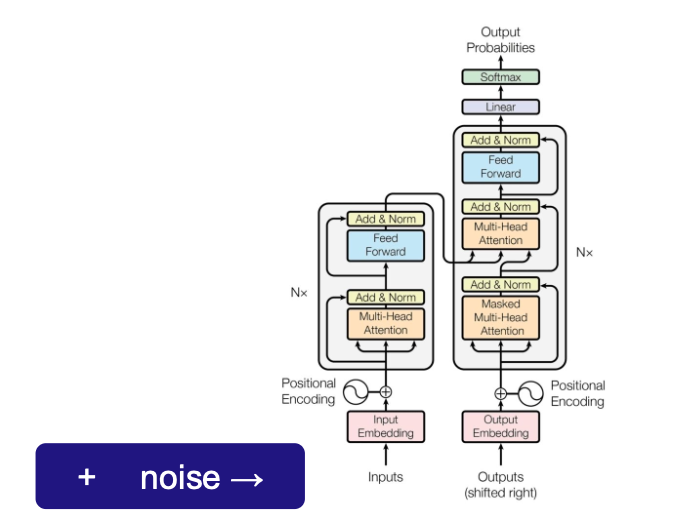 Output
Probabilities
Softmax
Linear
Add & Norm
Feed
Forward
Add & Norm
Multi-Head
Attention
Add & Norm
Masked
Multi-Head
Attention
Nx
Add & Norm
Feed
Forward
Add & Norm
Multi-Head
Attention
Nx
Positional
Encoding
Positional
Encoding
Input
Embedding
Output
Embedding
Inputs
Outputs
(shifted right)
+ noise →